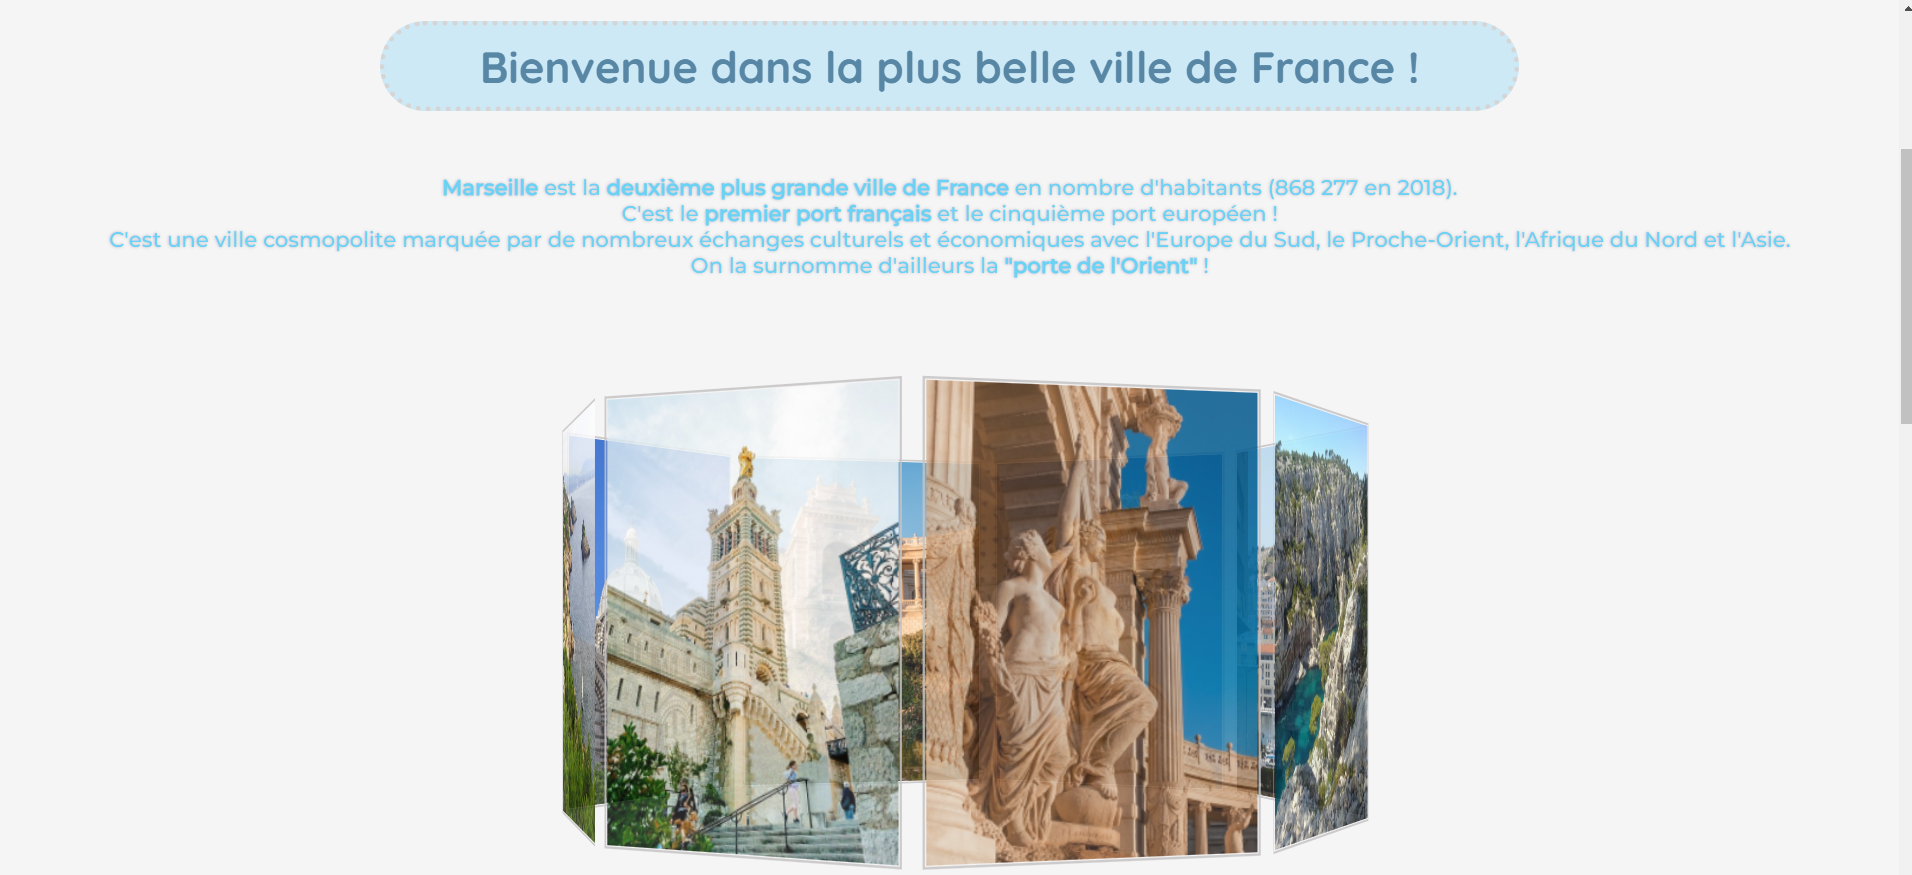 Bienvenue dans la plus belle ville de France !
Marseille est la deuxième plus grande ville de France en nombre d'habitants (868 277 en 2018).
C'est le premier port français et le cinquième port européen !
C'est une ville cosmopolite marquée par de nombreux échanges culturels et économiques avec l'Europe du Sud, le Proche-Orient, l'Afrique du Nord et l'Asie.
On la surnomme d'ailleurs la "porte de l'Orient" !